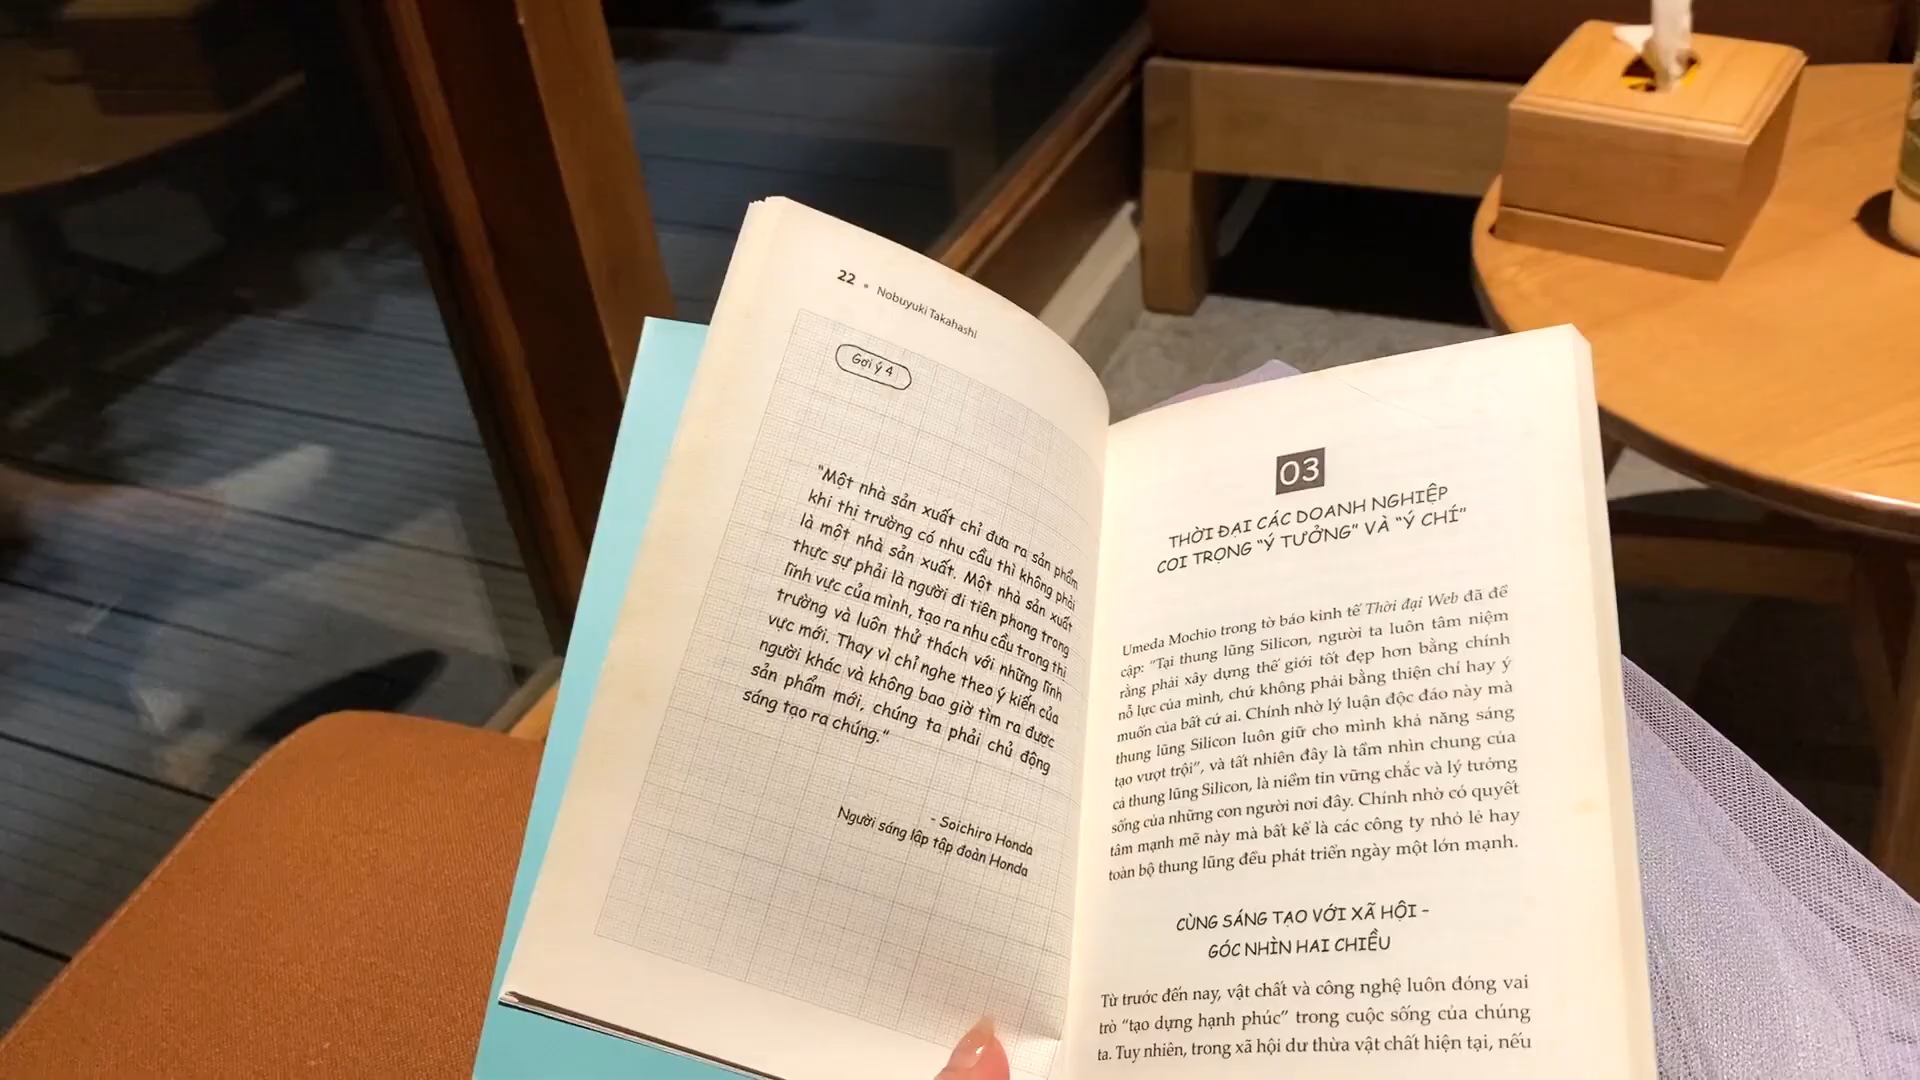 22 • Nobuyuki Takahashi
Gợi ý 4
"Một nhà sản xuất chỉ đưa ra sản phẩm
khi thị trường có nhu cầu thì không phải
là một nhà sản xuất. Một nhà sản xuất
thực sự phải là người đi tiên phong trong
lĩnh vực của mình, tạo ra nhu cầu trong thị
trường và luôn thử thách với những lĩnh
vực mới. Thay vì chỉ nghe theo ý kiến của
người khác và không bao giờ tìm ra được
sản phẩm mới, chúng ta phải chủ động
sáng tạo ra chúng."
- Soichiro Honda
Người sáng lập tập đoàn Honda
03
THỜI ĐẠI CÁC DOANH NGHIỆP
COI TRỌNG "Ý TƯỞNG" VÀ "Ý CHÍ"
Umeda Mochio trong tờ báo kinh tế Thời đại Web đã đề
cập: "Tại thung lũng Silicon, người ta luôn tâm niệm
rằng phải xây dựng thế giới tốt đẹp hơn bằng chính
nỗ lực của mình, chứ không phải bằng thiện chí hay ý
muốn của bất cứ ai. Chính nhờ lý luận độc đáo này mà
thung lũng Silicon luôn giữ cho mình khả năng sáng
tạo vượt trội", và tất nhiên đây là tầm nhìn chung của
cả thung lũng Silicon, là niềm tin vững chắc và lý tưởng
sống của những con người nơi đây. Chính nhờ có quyết
tâm mạnh mẽ này mà bất kể là các công ty nhỏ lẻ hay
toàn bộ thung lũng đều phát triển ngày một lớn mạnh.
CÙNG SÁNG TẠO VỚI XÃ HỘI -
GÓC NHÌN HAI CHIỀU
Từ trước đến nay, vật chất và công nghệ luôn đóng vai
trò "tạo dựng hạnh phúc" trong cuộc sống của chúng
ta. Tuy nhiên, trong xã hội dư thừa vật chất hiện tại, nếu